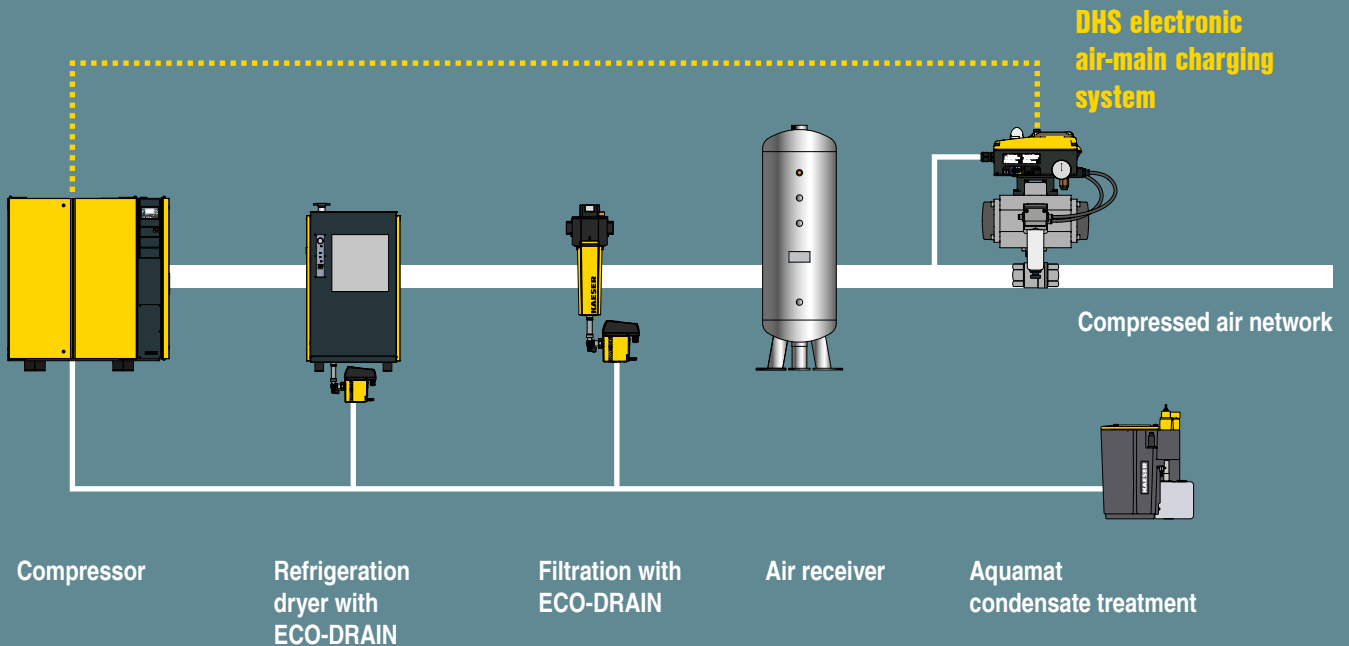 DHS electronic
air-main charging
system
KAESER
Compressed air network
KAESER
Compressor
Refrigeration
dryer with
ECO-DRAIN
Filtration with
ECO-DRAIN
Air receiver
Aquamat
condensate treatment